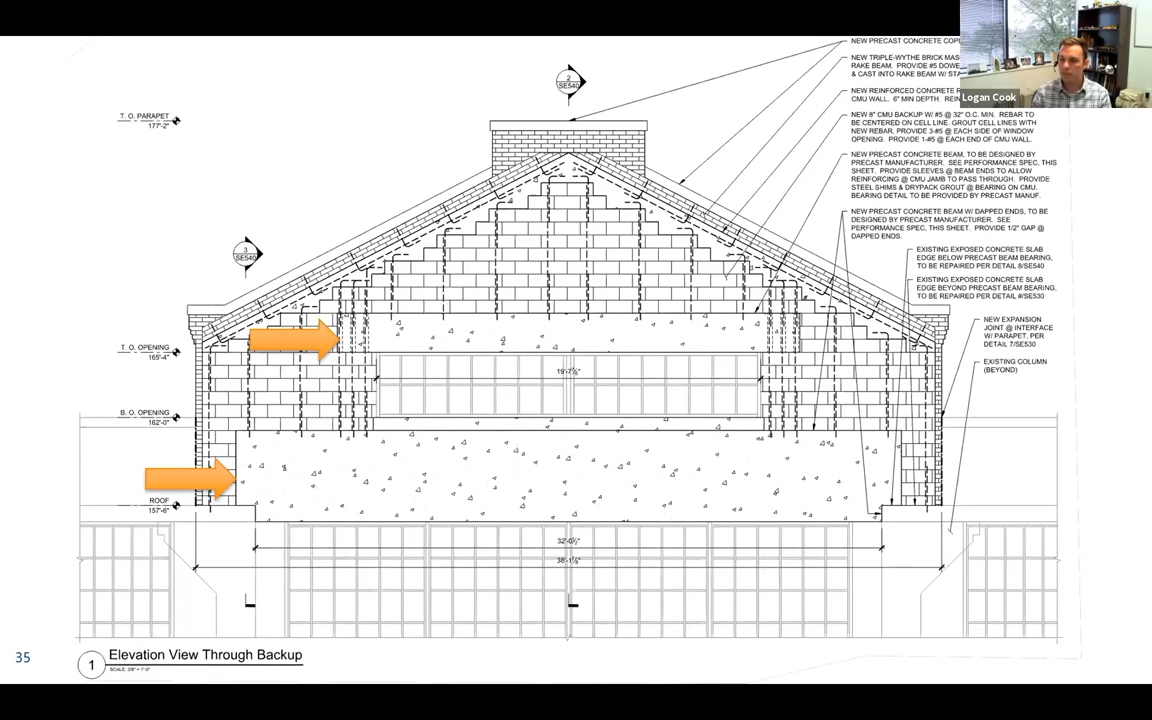 Logan Cook
NEW PRECAST CONCRETE
NEW TRIPLE-WYTHE BRICK
RAKE BEAM. PROVIDE #5
& CAST INTO RAKE BEAM
NEW REINFORCED CONCRETE
CMU WALL. 6" MIN DEPTH.
NEW 8" CMU BACKUP W/ #5 @ 32" O.C. MIN. REBAR TO
BE CENTERED ON CELL LINE. GROUT CELL LINES WITH
NEW REBAR. PROVIDE 3-#5 @ EACH SIDE OF WINDOW
OPENING. PROVIDE 1-#5 @ EACH END OF CMU WALL.
NEW PRECAST CONCRETE BEAM, TO BE DESIGNED BY
PRECAST MANUFACTURER. SEE PERFORMANCE SPEC, THIS
SHEET. PROVIDE SLEEVES @ BEAM ENDS TO ALLOW
REINFORCING @ CMU JAMB TO PASS THROUGH. PROVIDE
STEEL SHIMS & DRYPACK GROUT @ BEARING ON CMU.
BEARING DETAIL TO BE PROVIDED BY PRECAST MANUF.
NEW PRECAST CONCRETE BEAM W/ DAPPED ENDS, TO BE
DESIGNED BY PRECAST MANUFACTURER. SEE
PERFORMANCE SPEC, THIS SHEET. PROVIDE 1/2" GAP @
DAPPED ENDS.
EXISTING EXPOSED CONCRETE SLAB
EDGE BELOW PRECAST BEAM BEARING,
TO BE REPAIRED PER DETAIL 8/SE540
EXISTING EXPOSED CONCRETE SLAB
EDGE BEYOND PRECAST BEAM BEARING,
TO BE REPAIRED PER DETAIL #/SE530
NEW EXPANSION
JOINT @ INTERFACE
W/ PARAPET. PER
DETAIL 7/SE530
EXISTING COLUMN
(BEYOND)
2
SE540
T. O. PARAPET
177'-2"
3
SE540
T. O. OPENING
165'-4"
B. O. OPENING
162'-0"
ROOF
157'-6"
32'-0½"
35
1
Elevation View Through Backup
SCALE: 3/8" = 1'-0"